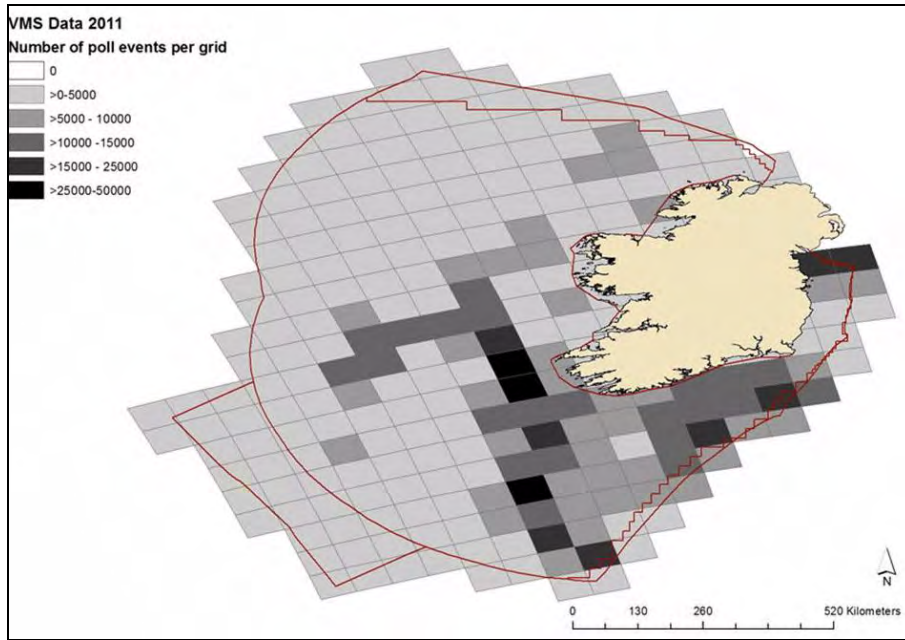 VMS Data 2011
Number of poll events per grid
0
>0-5000
>5000 - 10000
>10000 -15000
>15000 - 25000
>25000-50000
N
0 130 260 520 Kilometers